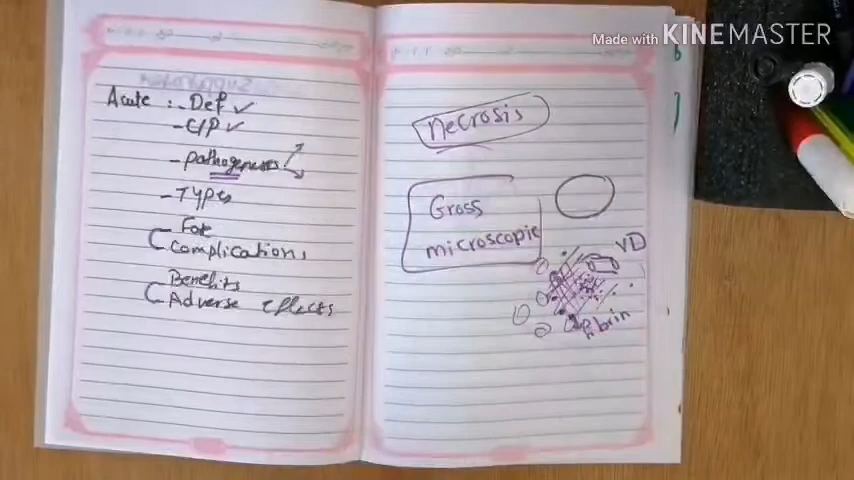 Made with KINEMASTER
Acute :- Def ✓
- C/P ✓
- pathogenesis
- Types
Fate
complications
Benefits
Adverse effects
necrosis
Gross
microscopic
VD
fibrin